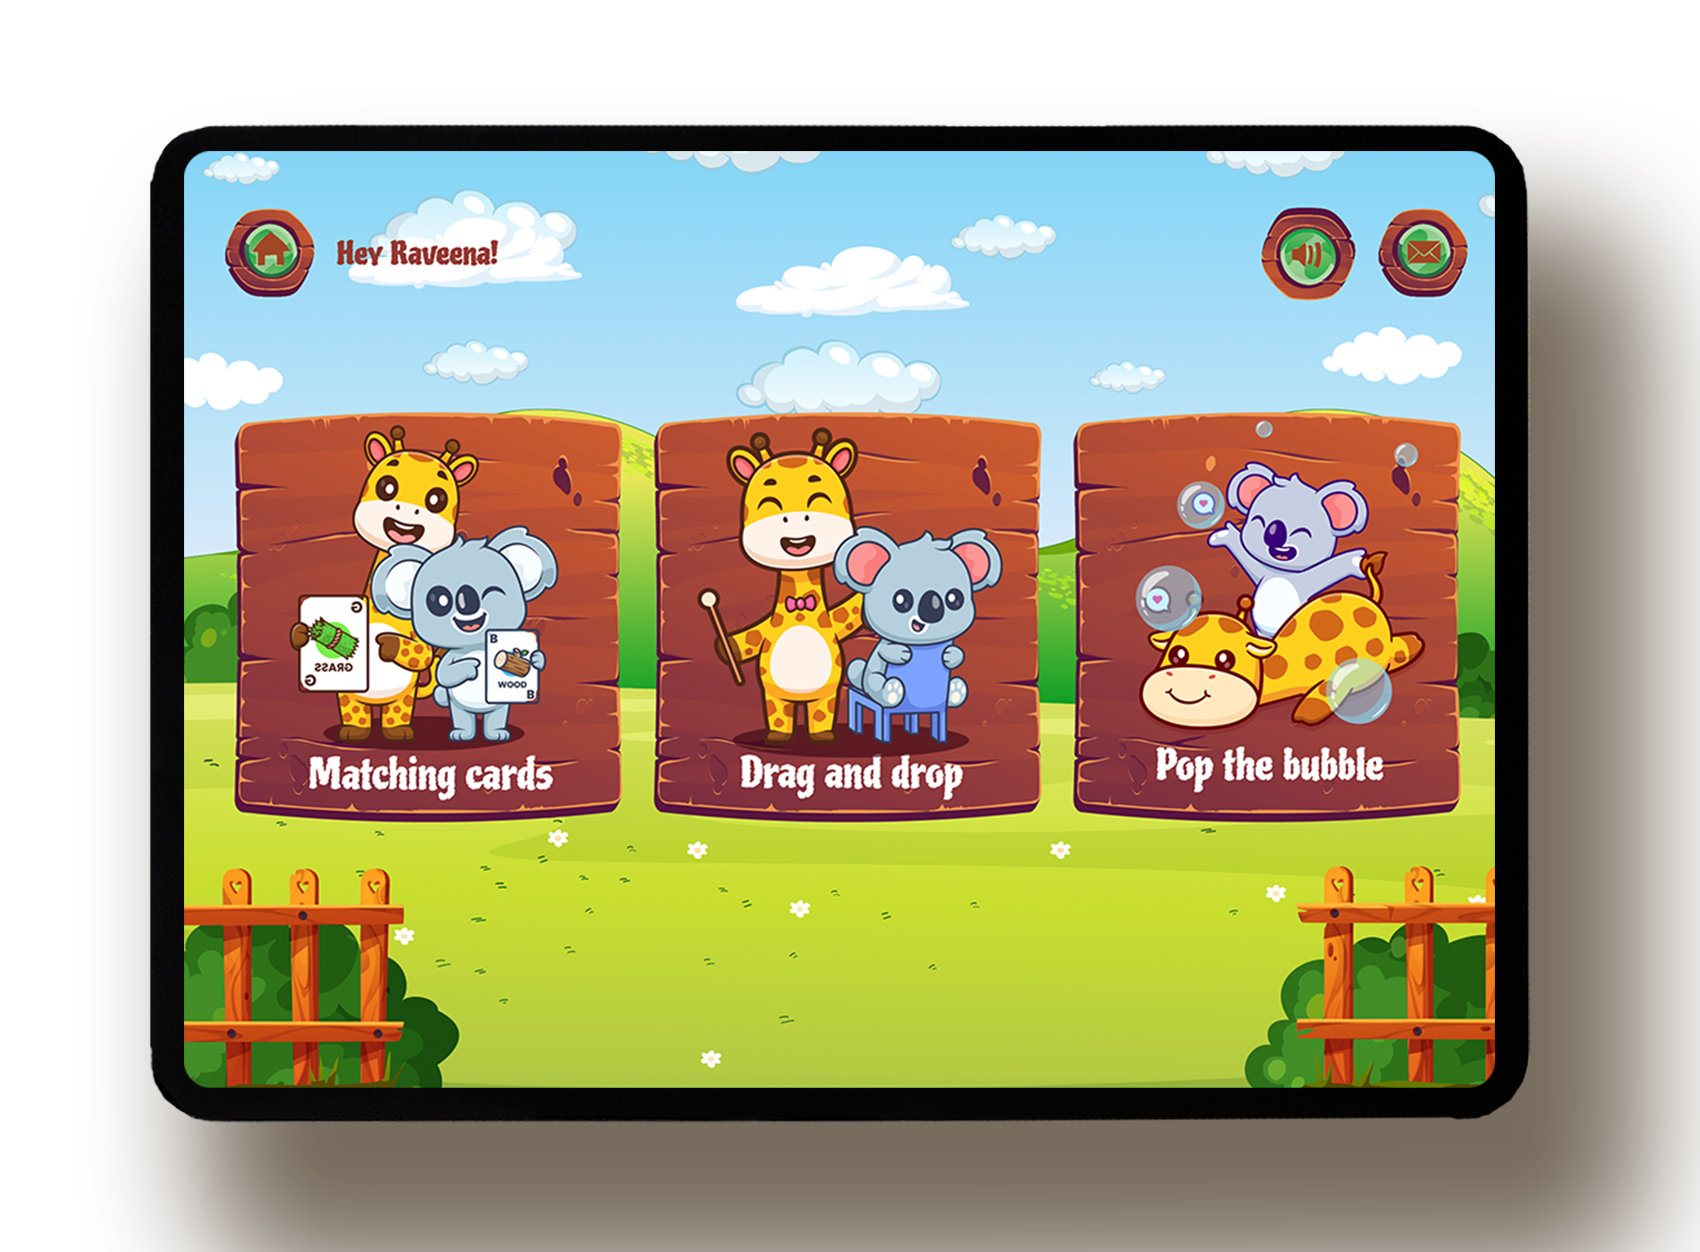 Hey Raveena!
G
GRASS
G
B
WOOD
B
Matching cards
Drag and drop
Pop the bubble